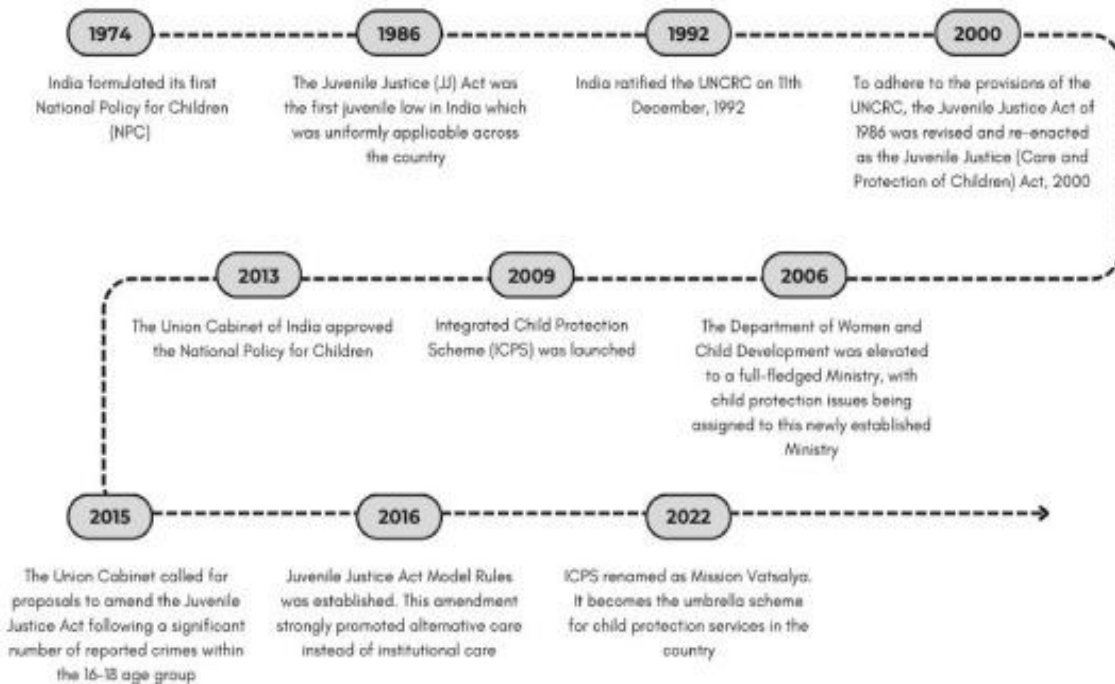 1974
India formulated its first
National Policy for Children
(NPC)
1986
The Juvenile Justice (JJ) Act was
the first juvenile law in India which
was uniformly applicable across
the country
1992
India ratified the UNCRC on 11th
December, 1992
2000
To adhere to the provisions of the
UNCRC, the Juvenile Justice Act of
1986 was revised and re-enacted
as the Juvenile Justice (Care and
Protection of Children) Act, 2000
2006
The Department of Women and
Child Development was elevated
to a full-fledged Ministry, with
child protection issues being
assigned to this newly established
Ministry
2009
Integrated Child Protection
Scheme (ICPS) was launched
2013
The Union Cabinet of India approved
the National Policy for Children
2015
The Union Cabinet called for
proposals to amend the Juvenile
Justice Act following a significant
number of reported crimes within
the 16-18 age group
2016
Juvenile Justice Act Model Rules
was established. This amendment
strongly promoted alternative care
instead of institutional care
2022
ICPS renamed as Mission Vatsalya.
It becomes the umbrella scheme
for child protection services in the
country